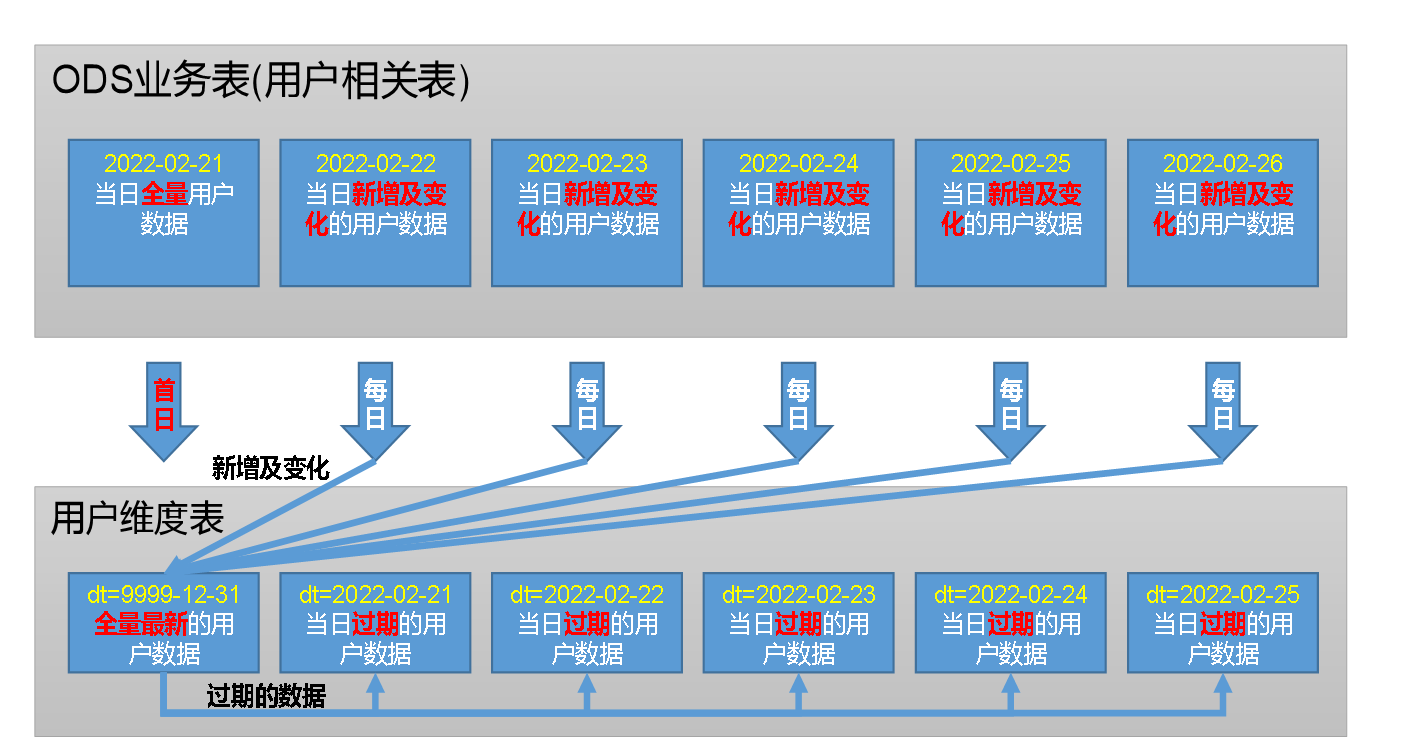 ODS业务表(用户相关表)
2022-02-21
当日全量用户
数据
2022-02-22
当日新增及变
化的用户数据
2022-02-23
当日新增及变
化的用户数据
2022-02-24
当日新增及变
化的用户数据
2022-02-25
当日新增及变
化的用户数据
2022-02-26
当日新增及变
化的用户数据
首
日
每
日
每
日
每
日
每
日
每
日
新增及变化
用户维度表
dt=9999-12-31
全量最新的用
户数据
dt=2022-02-21
当日过期的用
户数据
dt=2022-02-22
当日过期的用
户数据
dt=2022-02-23
当日过期的用
户数据
dt=2022-02-24
当日过期的用
户数据
dt=2022-02-25
当日过期的用
户数据
过期的数据